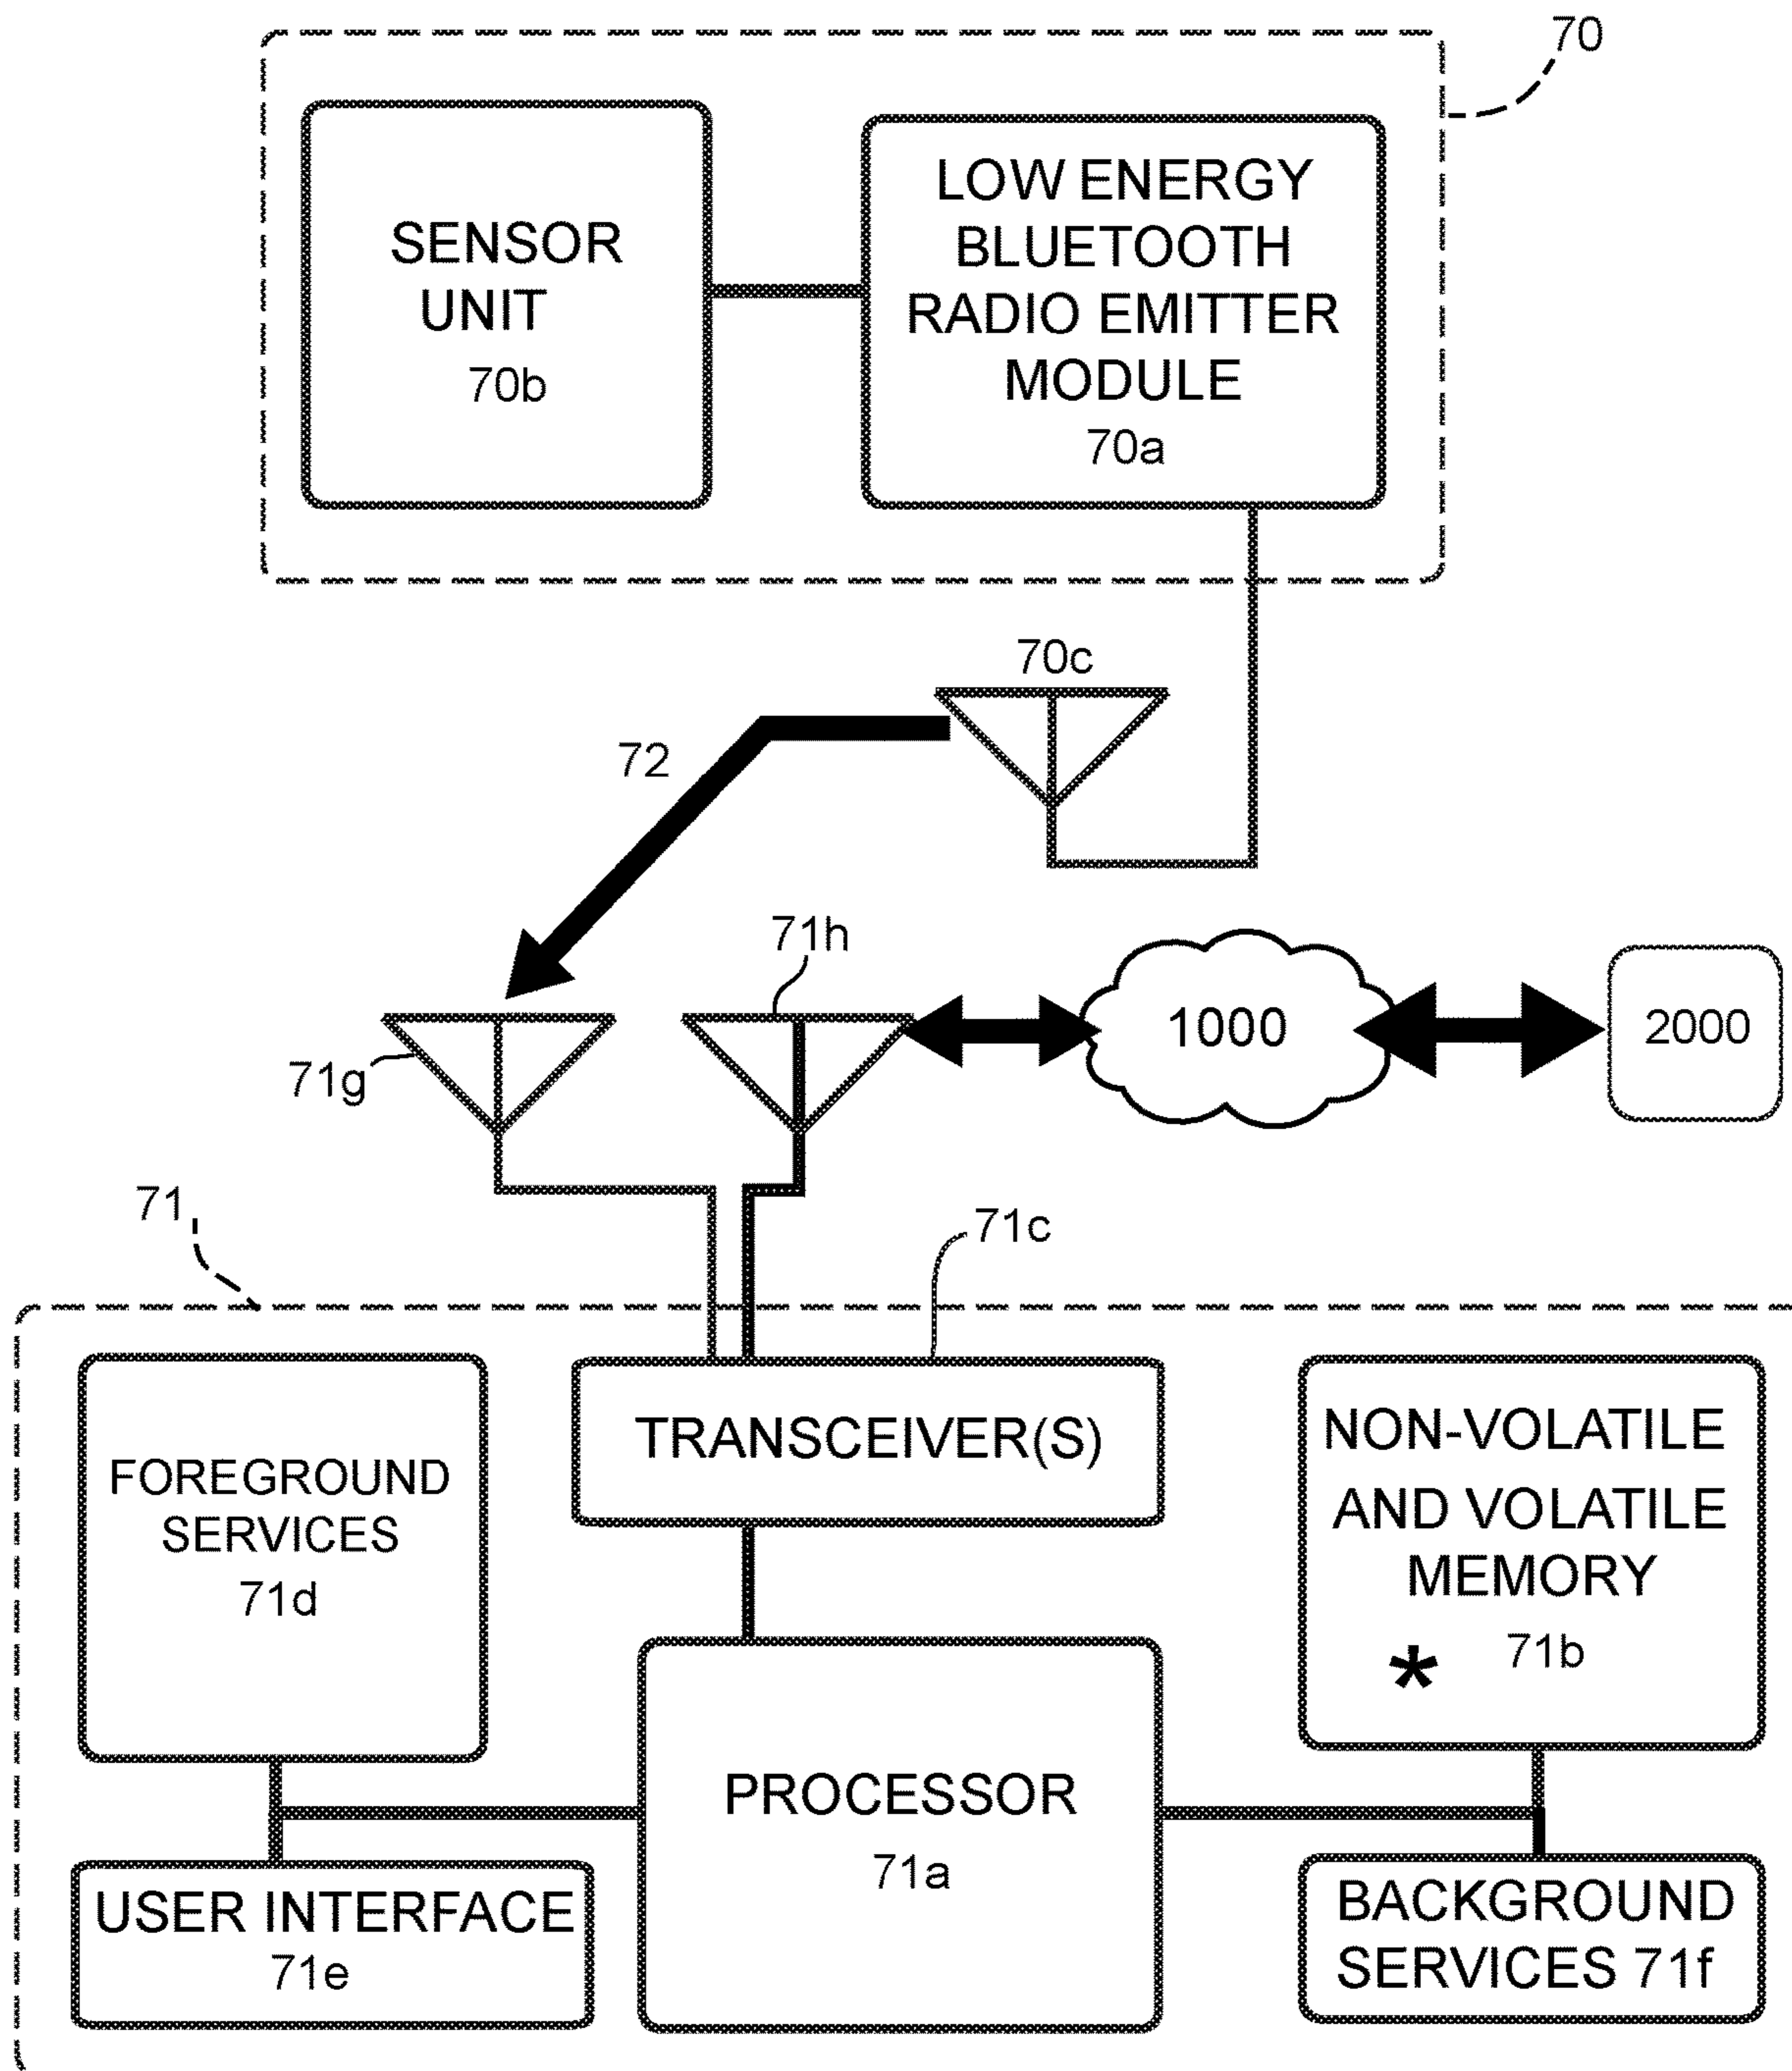 70
SENSOR
UNIT
70b
LOW ENERGY
BLUETOOTH
RADIO EMITTER
MODULE
70a
70c
72
71h
71g
1000
2000
71
71c
FOREGROUND
SERVICES
71d
TRANSCEIVER(S)
NON-VOLATILE
AND VOLATILE
MEMORY
71b
*
PROCESSOR
71a
USER INTERFACE
71e
BACKGROUND
SERVICES 71f